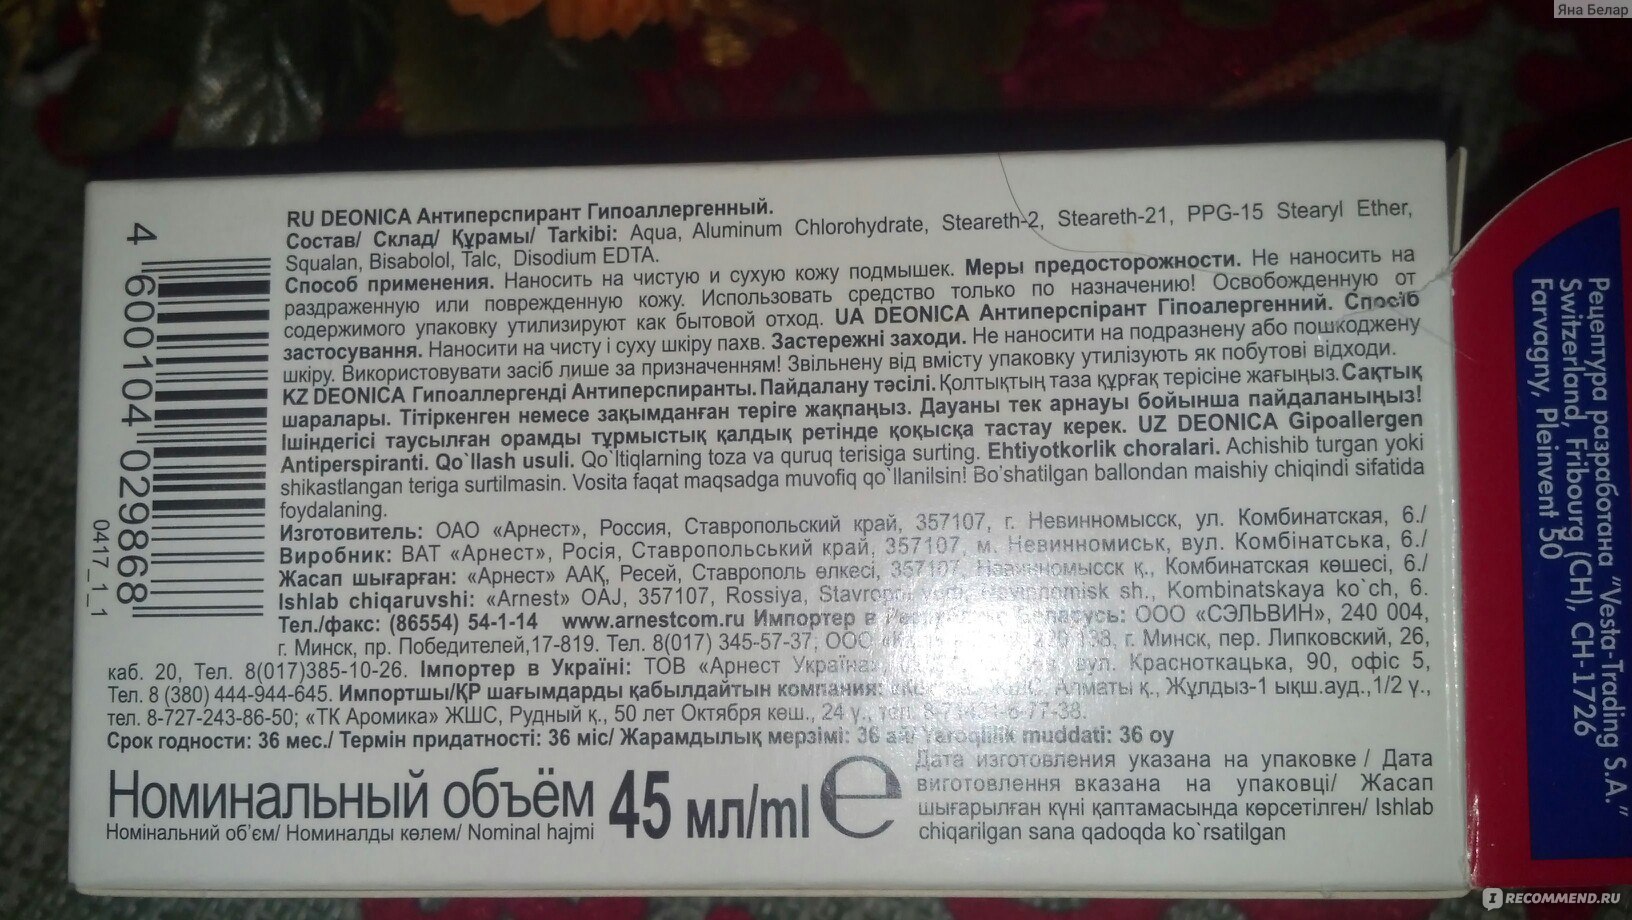 Яна Белар
RU DEONICA Антиперспирант Гипоаллергенный.
Состав/ Склад/ Құрамы/ Tarkibi: Aqua, Aluminum Chlorohydrate, Steareth-2, Steareth-21, PPG-15 Stearyl Ether,
Squalan, Bisabolol, Talc, Disodium EDTA.
Способ применения. Наносить на чистую и сухую кожу подмышек. Меры предосторожности. Не наносить на
раздраженную или поврежденную кожу. Использовать средство только по назначению! Освобожденную от
содержимого упаковку утилизируют как бытовой отход. UA DEONICA Антиперспірант Гіпоалергенний. Спосіб
застосування. Наносити на чисту і суху шкіру пахв. Застережні заходи. Не наносити на подразнену або пошкоджену
шкіру. Використовувати засіб лише за призначенням! Звільнену від вмісту упаковку утилізують як побутові відходи.
KZ DEONICA Гипоаллергенді Антиперспиранты. Пайдалану тәсілі. Қолтықтың таза құрғақ терісіне жағыңыз. Сақтық
шаралары. Тітіркенген немесе зақымданған теріге жақпаңыз. Дауаны тек арнауы бойынша пайдаланыңыз!
Ішіндегісі таусылған орамды тұрмыстық қалдық ретінде қоқысқа тастау керек. UZ DEONICA Gipoallergen
Antiperspiranti. Qo`llash usuli. Qo`ltiqlarning toza va quruq terisiga surting. Ehtiyotkorlik choralari. Achishib turgan yoki
shikastlangan teriga surtilmasin. Vosita faqat maqsadga muvofiq qo`llanilsin! Bo`shatilgan ballondan maishiy chiqindi sifatida
foydalaning.
Изготовитель: ОАО «Арнест», Россия, Ставропольский край, 357107, г. Невинномысск, ул. Комбинатская, 6./
Виробник: ВАТ «Арнест», Росія, Ставропольський край, 357107, м. Невинномиськ, вул. Комбінатська, 6./
Жасап шығарған: «Арнест» ААҚ, Ресей, Ставрополь өлкесі, 357107, Невинномысск қ., Комбинатская көшесі, 6./
Ishlab chiqaruvshi: «Arnest» OAJ, 357107, Rossiya, Stavropol sh., Kombinatskaya ko`ch, 6.
Тел./факс: (86554) 54-1-14 www.arnestcom.ru Импортер в Беларусь: ООО «СЭЛЬВИН», 240 004,
г. Минск, пр. Победителей,17-819. Тел. 8(017) 345-57-37, ООО г. Минск, пер. Липковский, 26,
каб. 20, Тел. 8(017)385-10-26. Імпортер в Україні: ТОВ «Арнест Україна» вул. Красноткацька, 90, офіс 5,
Тел. 8 (380) 444-944-645. Импортшы/ҚР шағымдарды қабылдайтын компания: Алматы қ., Жұлдыз-1 ықш.ауд.,1/2 ү.,
тел. 8-727-243-86-50; «ТК Аромика» ЖШС, Рудный қ., 50 лет Октября көш., 24 ү., тел.
Срок годности: 36 мес./ Термін придатності: 36 міс/ Жарамдылық мерзімі: 36 ай/ Yaroqlilik muddati: 36 oy
Номинальный объём 45 мл/ml e
Номінальний об'єм/ Номиналды көлем/ Nominal hajmi
Дата изготовления указана на упаковке / Дата
виготовлення вказана на упаковці/ Жасап
шығарылған күні қаптамасында көрсетілген/ Ishlab
chiqarilgan sana qadoqda ko`rsatilgan
4 600104 029868
0417_1_1
Рецептура разработана "Vesta-Trading S.A."
Switzerland, Fribourg (CH), CH-1726
Farvagny, Pleinvent 50
IRECOMMEND.RU